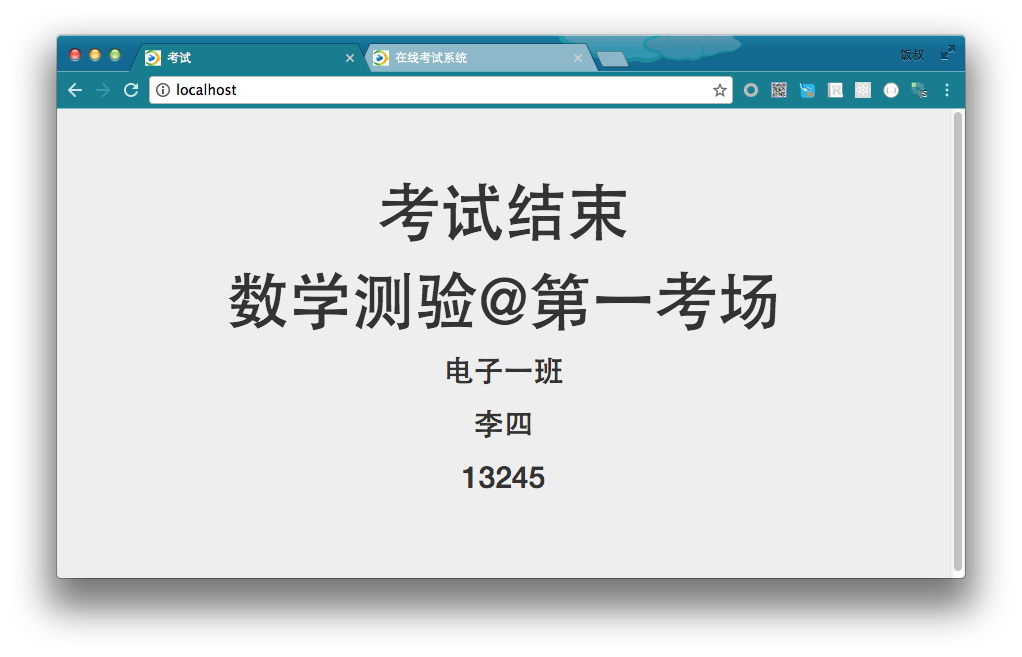 考试
在线考试系统
饭叔
localhost
考试结束
数学测验@第一考场
电子一班
李四
13245